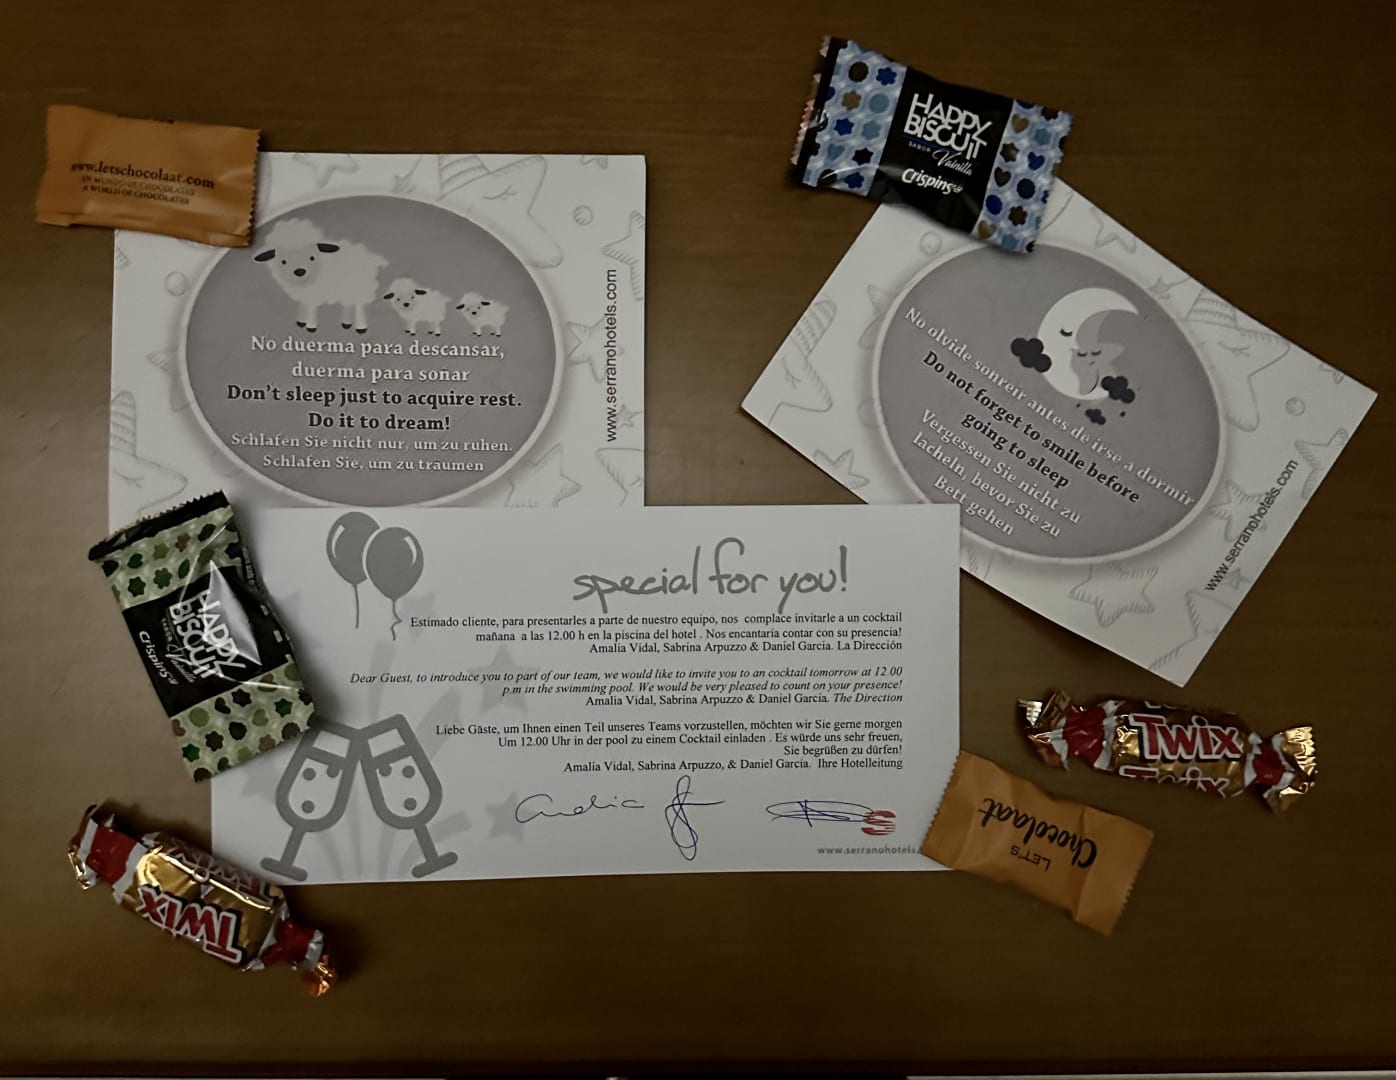 www.letschocolaat.com
UN MUNDO DE CHOCOLATES
A WORLD OF CHOCOLATES
HAPPY
BISCUIT
SABOR Vainilla
Crispins
No duerma para descansar,
duerma para soñar
Don't sleep just to acquire rest.
Do it to dream!
Schlafen Sie nicht nur, um zu ruhen.
Schlafen Sie, um zu träumen
www.serranohotels.com
No olvide sonreir antes de irse a dormir
Do not forget to smile before
going to sleep
Vergessen Sie nicht zu
lächeln, bevor Sie zu
Bett gehen
www.serranohotels.com
HAPPY
BISCUIT
SABOR Vainilla
Crispins
special for you!
Estimado cliente, para presentarles a parte de nuestro equipo, nos complace invitarle a un cocktail
mañana a las 12.00 h en la piscina del hotel . Nos encantaría contar con su presencia!
Amalia Vidal, Sabrina Arpuzzo & Daniel García. La Dirección
Dear Guest, to introduce you to part of our team, we would like to invite you to an cocktail tomorrow at 12.00
p.m in the swimming pool. We would be very pleased to count on your presence!
Amalia Vidal, Sabrina Arpuzzo & Daniel García. The Direction
Liebe Gäste, um Ihnen einen Teil unseres Teams vorzustellen, möchten wir Sie gerne morgen
Um 12.00 Uhr in der pool zu einem Cocktail einladen . Es würde uns sehr freuen,
Sie begrüßen zu dürfen!
Amalia Vidal, Sabrina Arpuzzo, & Daniel García. Ihre Hotelleitung
www.serranohotels.
Twix
Twix
LET'S
Chocolaat
Twix
Twix